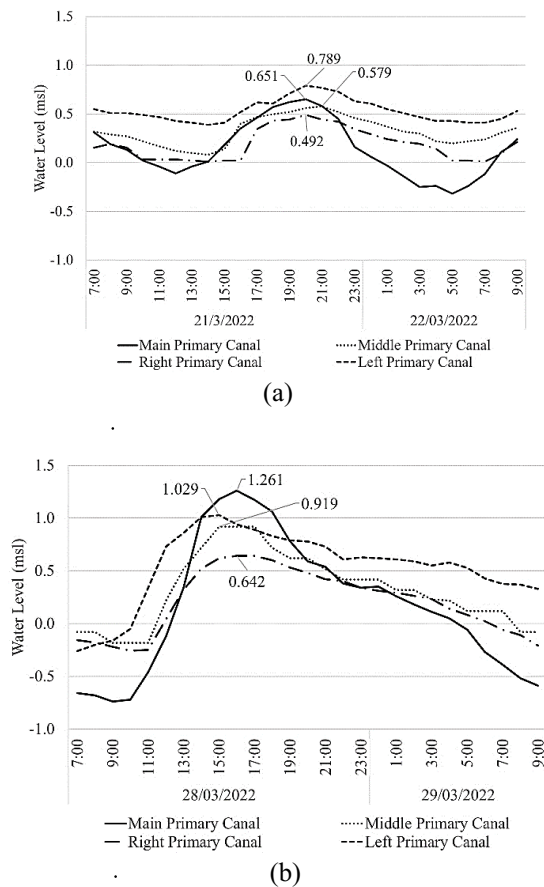 1.5
1.0
0.5
0.0
-0.5
-1.0
Water Level (msl)
0.789
0.651
0.579
0.492
7:00 9:00 11:00 13:00 15:00 17:00 19:00 21:00 23:00 1:00 3:00 5:00 7:00 9:00
21/3/2022 22/03/2022
Main Primary Canal Middle Primary Canal
Right Primary Canal Left Primary Canal
(a)
.
1.5
1.0
0.5
0.0
-0.5
-1.0
Water Level (msl)
1.261
1.029
0.919
0.642
7:00 9:00 11:00 13:00 15:00 17:00 19:00 21:00 23:00 1:00 3:00 5:00 7:00 9:00
28/03/2022 29/03/2022
Main Primary Canal Middle Primary Canal
Right Primary Canal Left Primary Canal
(b)
.